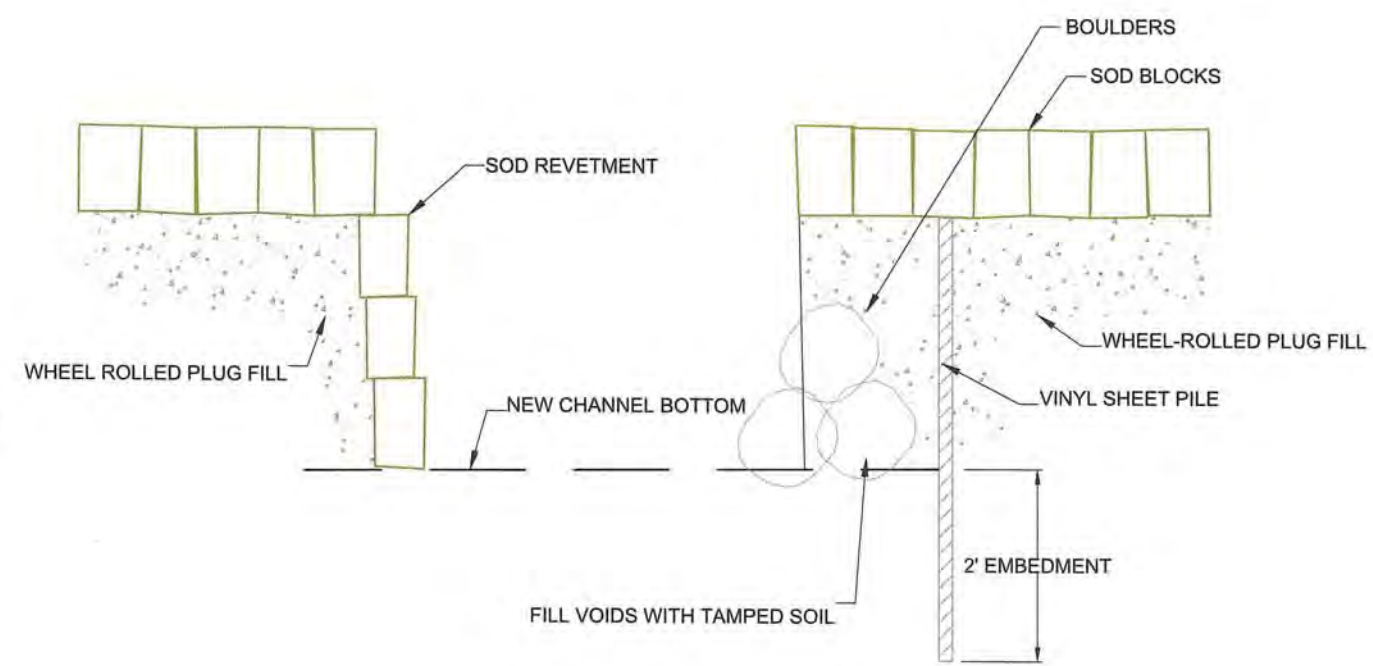 BOULDERS
SOD BLOCKS
SOD REVETMENT
WHEEL-ROLLED PLUG FILL
WHEEL ROLLED PLUG FILL
NEW CHANNEL BOTTOM
VINYL SHEET PILE
2' EMBEDMENT
FILL VOIDS WITH TAMPED SOIL